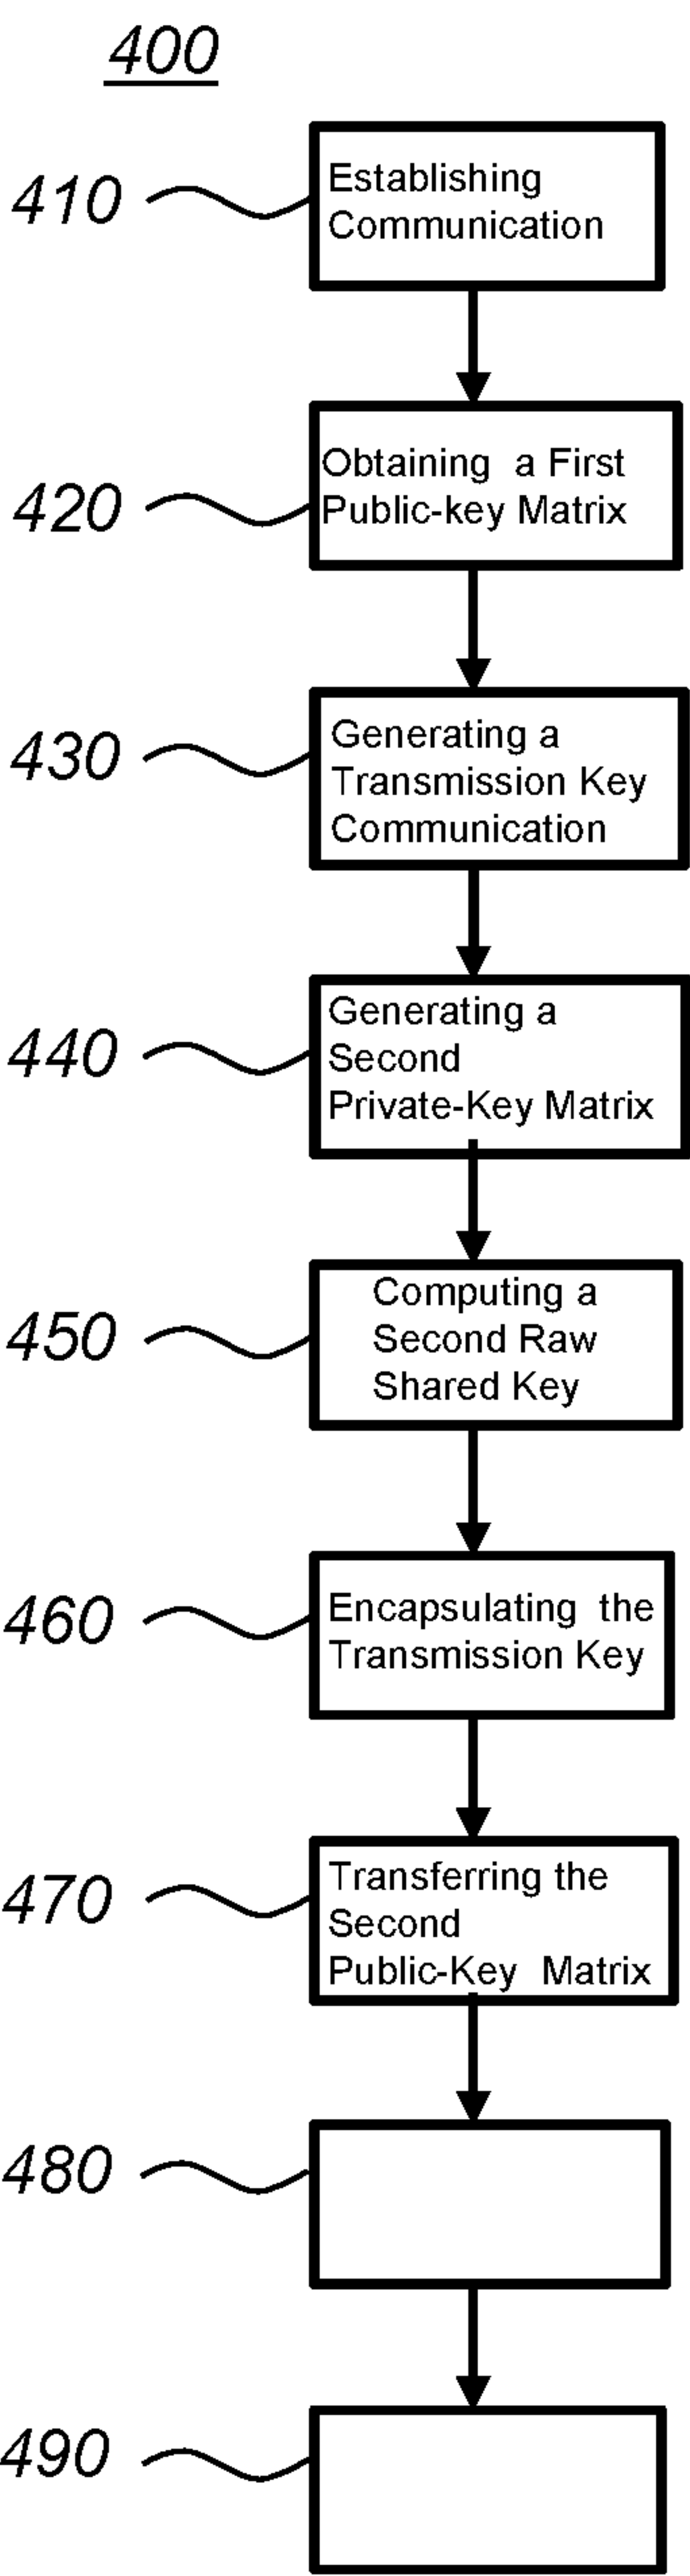 400
410
Establishing
Communication
420
Obtaining a First
Public-key Matrix
430
Generating a
Transmission Key
Communication
440
Generating a
Second
Private-Key Matrix
450
Computing a
Second Raw
Shared Key
460
Encapsulating the
Transmission Key
470
Transferring the
Second
Public-Key Matrix
480
490